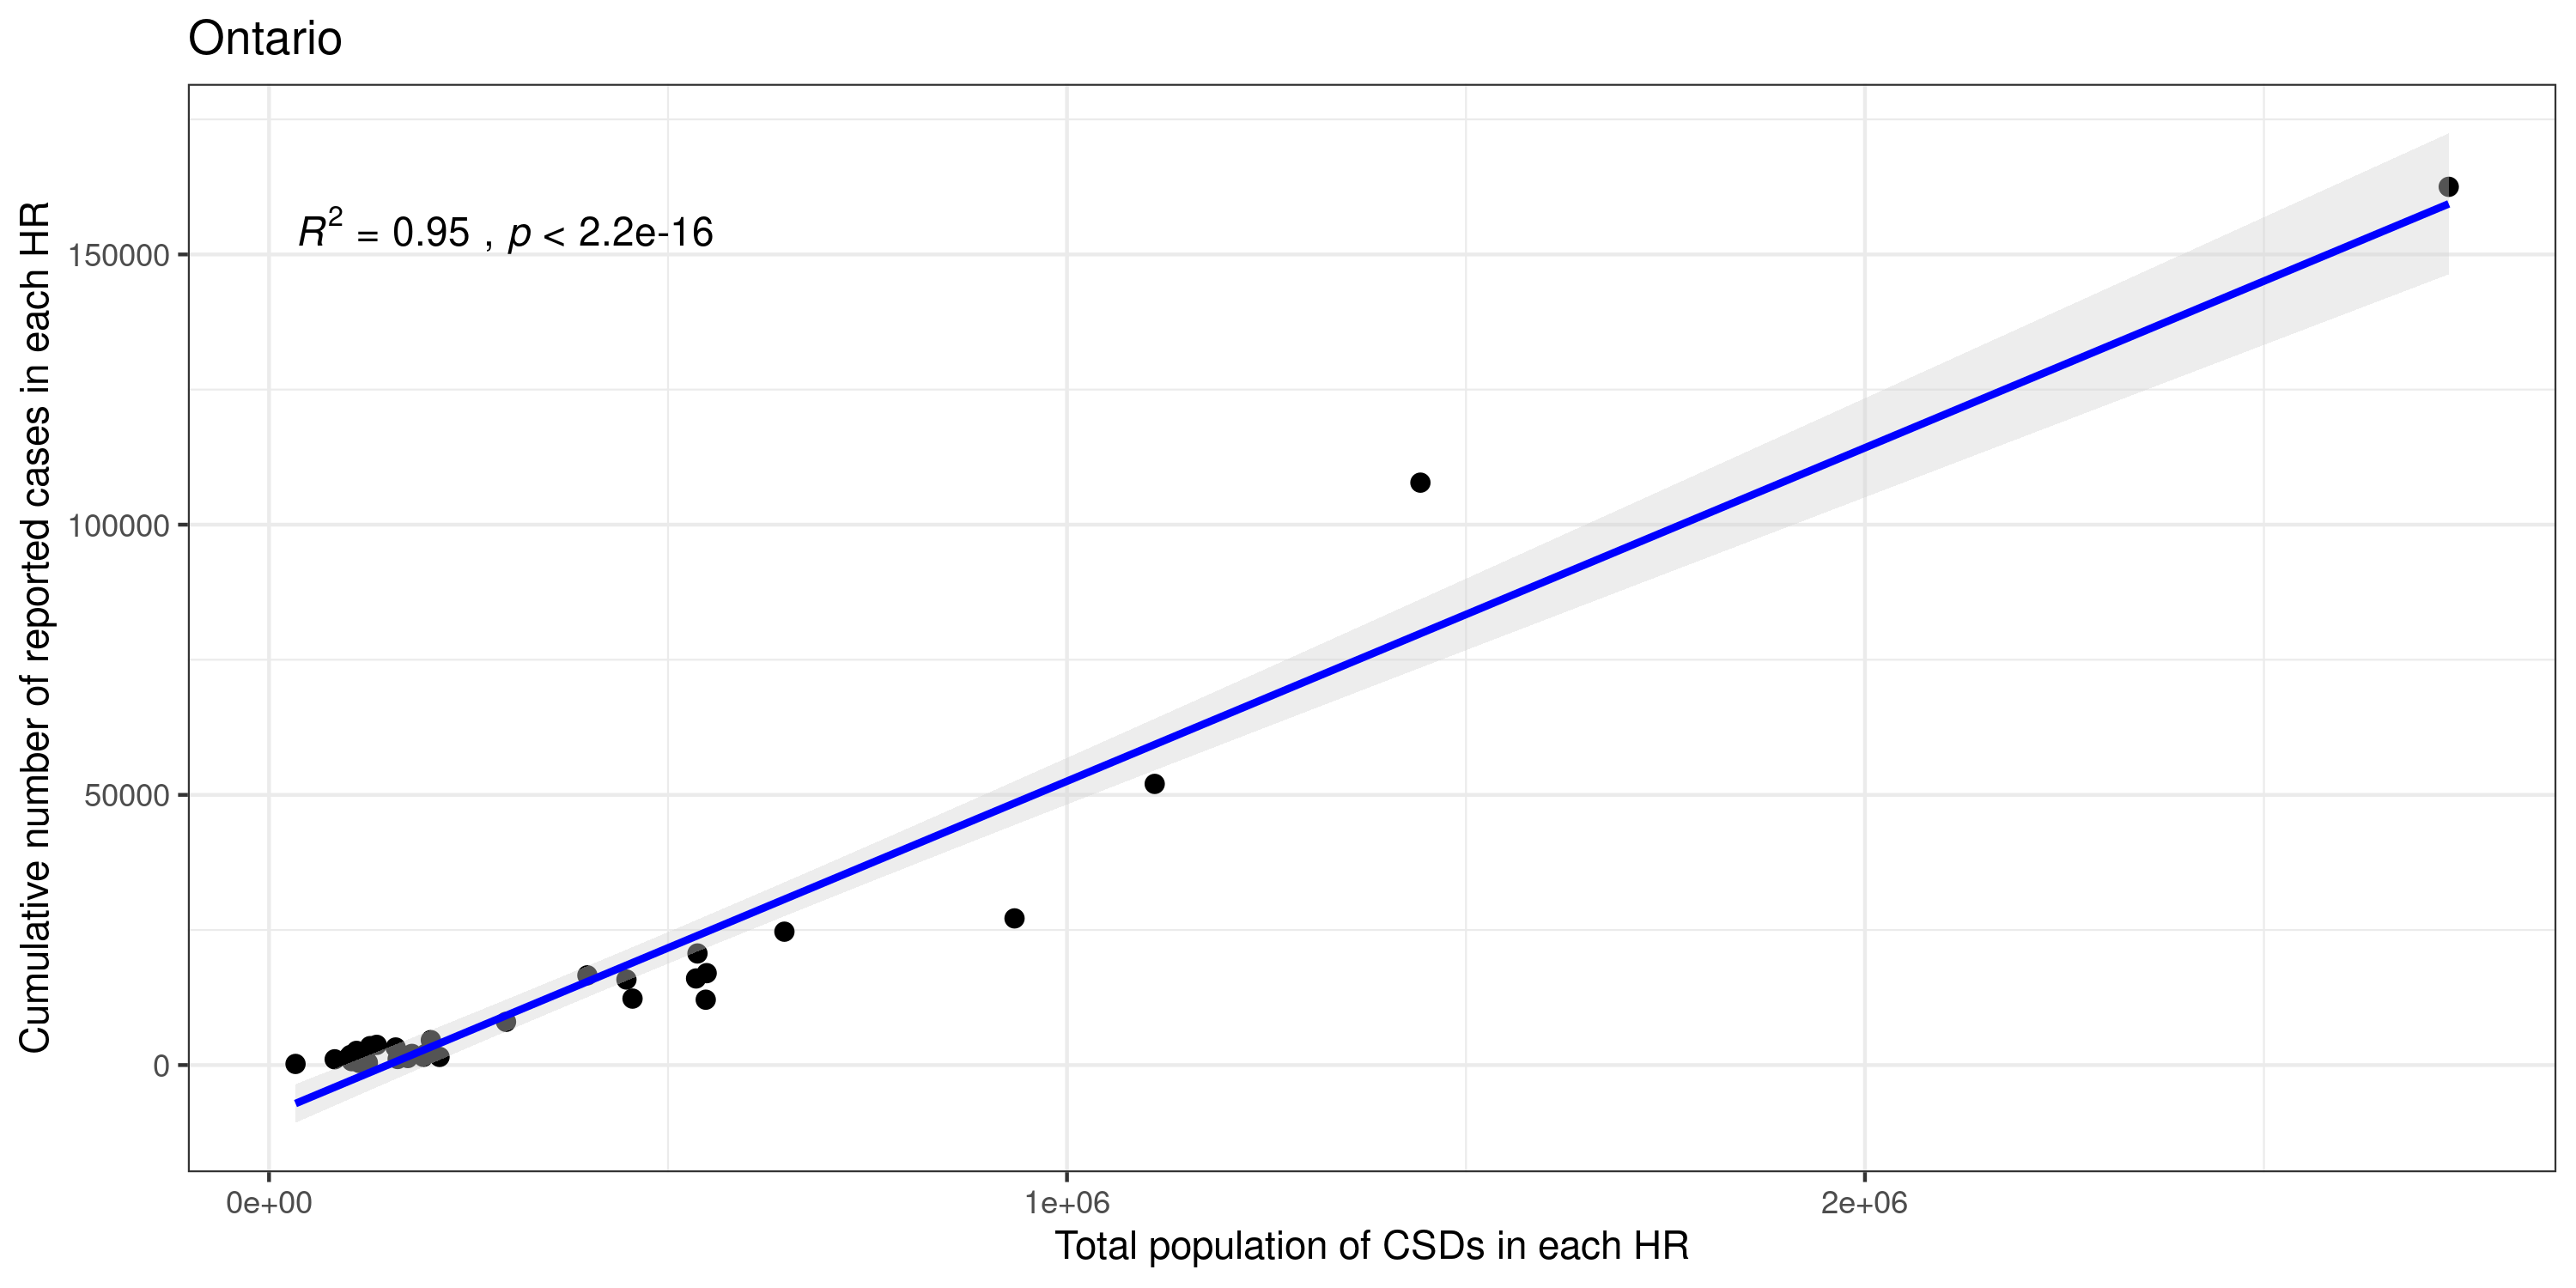 Ontario
R2 = 0.95 , p < 2.2e-16
Cumulative number of reported cases in each HR
150000
100000
50000
0
0e+00 1e+06 2e+06
Total population of CSDs in each HR